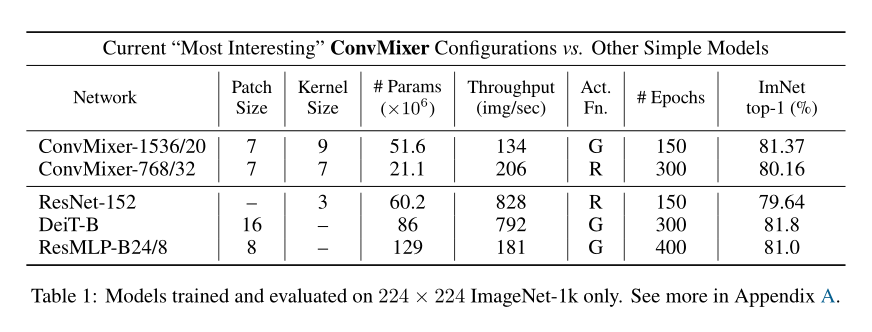 Current “Most Interesting” ConvMixer Configurations vs. Other Simple Models
Network Patch Size Kernel Size # Params (×10⁶) Throughput (img/sec) Act. Fn. # Epochs ImNet top-1 (%)
ConvMixer-1536/20 7 9 51.6 134 G 150 81.37
ConvMixer-768/32 7 7 21.1 206 R 300 80.16
ResNet-152 – 3 60.2 828 R 150 79.64
DeiT-B 16 – 86 792 G 300 81.8
ResMLP-B24/8 8 – 129 181 G 400 81.0
Table 1: Models trained and evaluated on 224 × 224 ImageNet-1k only. See more in Appendix A.